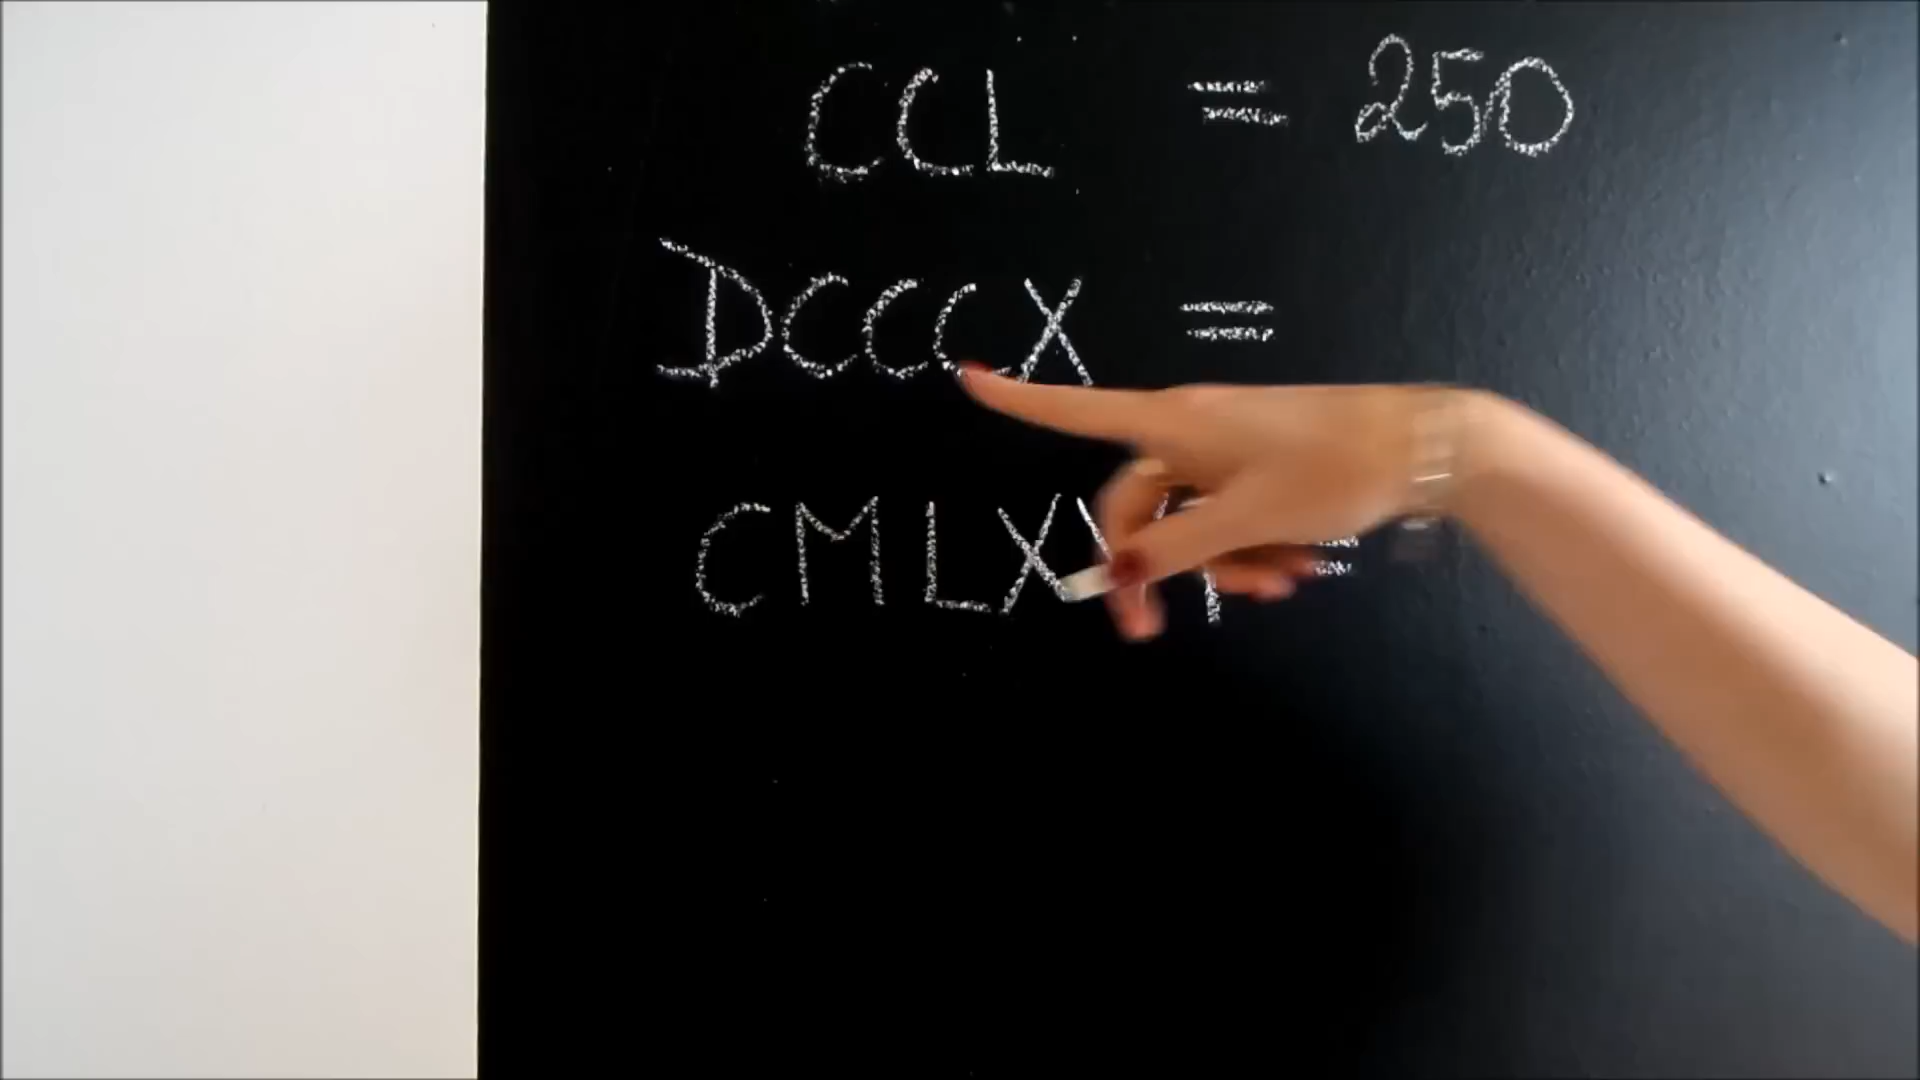 CCL = 250
DCCCX =
CMLX =